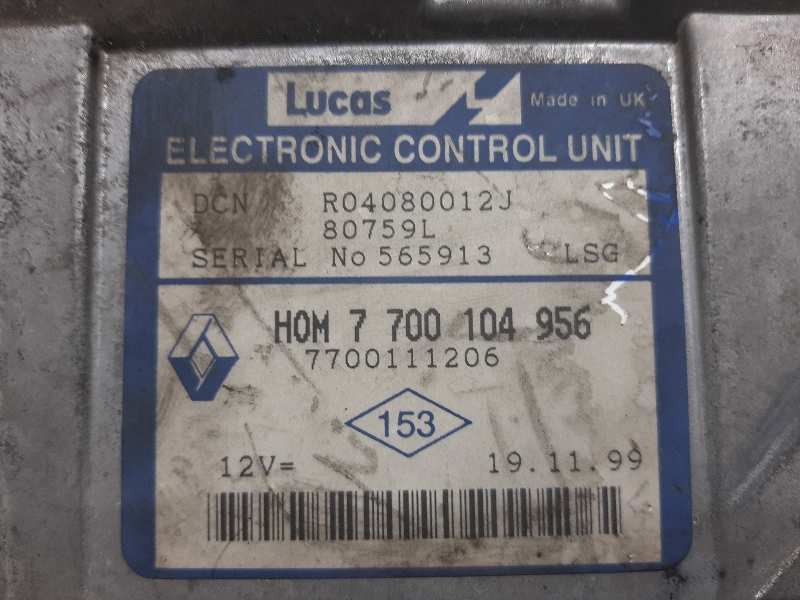 Lucas Made in UK
ELECTRONIC CONTROL UNIT
DCN R04080012J
80759L
SERIAL No 565913 LSG
HOM 7 700 104 956
7700111206
153
12V= 19.11.99